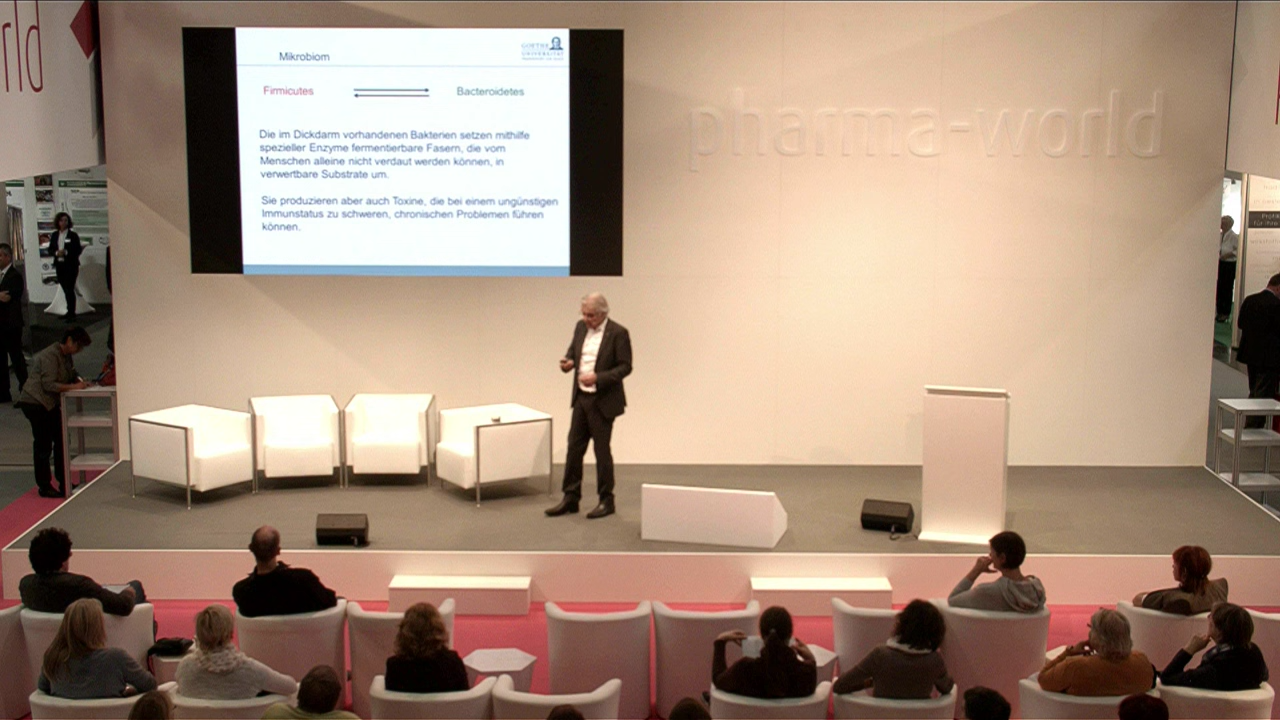 rld
Mikrobiom
GOETHE
UNIVERSITÄT
Firmicutes
Bacteroidetes
Die im Dickdarm vorhandenen Bakterien setzen mithilfe
spezieller Enzyme fermentierbare Fasern, die vom
Menschen alleine nicht verdaut werden können, in
verwertbare Substrate um.
Sie produzieren aber auch Toxine, die bei einem ungünstigen
Immunstatus zu schweren, chronischen Problemen führen
können.
pharma-world